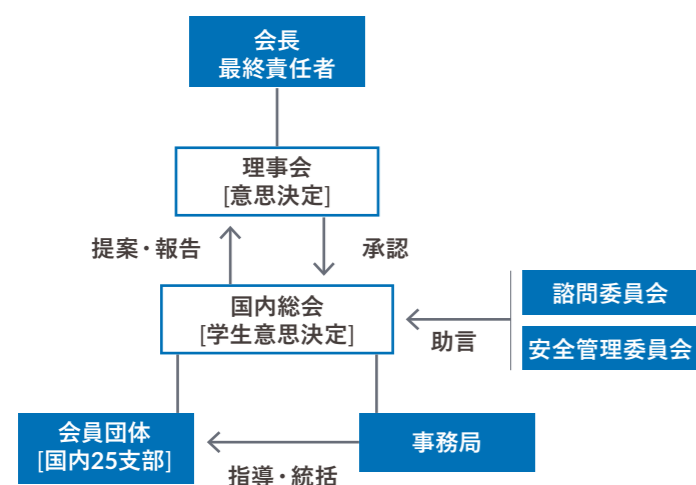 会長
最終責任者
理事会
[意思決定]
提案・報告
承認
国内総会
[学生意思決定]
諮問委員会
助言
安全管理委員会
会員団体
[国内25支部]
事務局
指導・統括